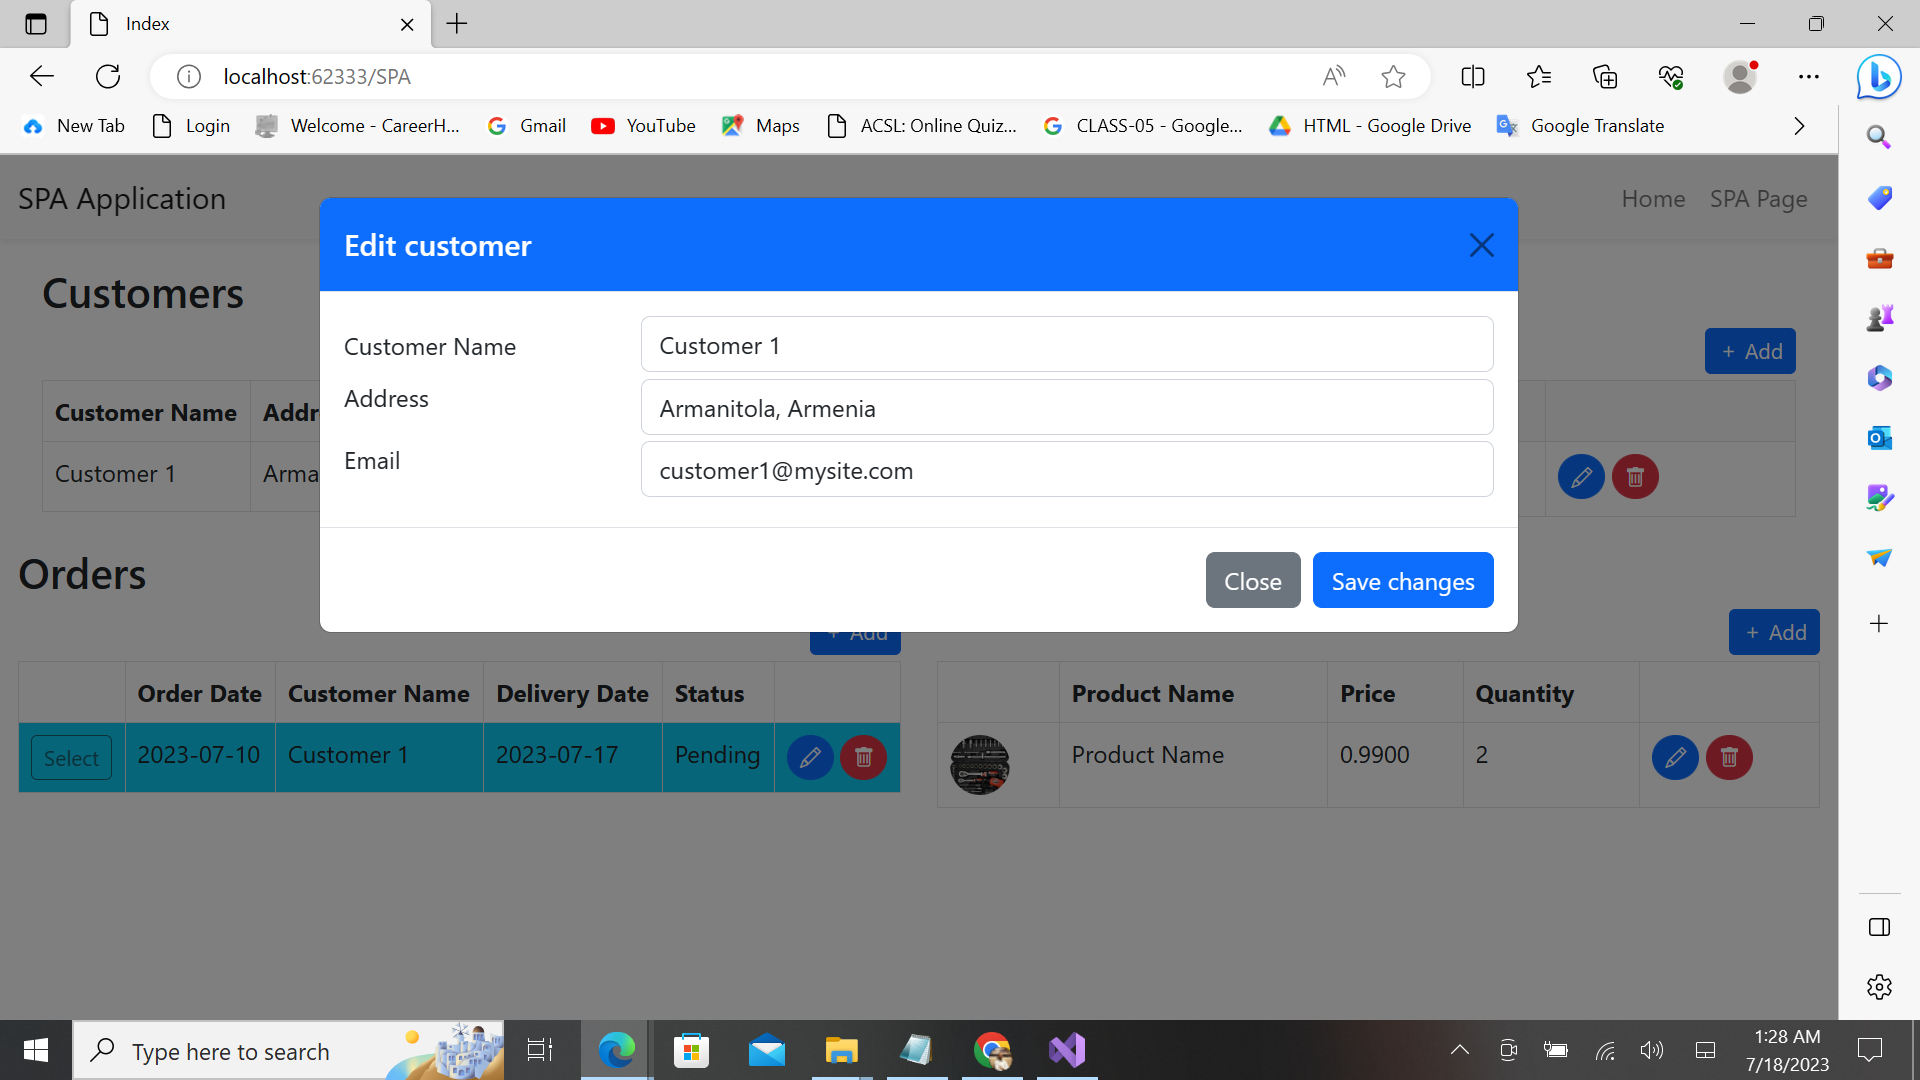 Index
localhost:62333/SPA
New Tab Login Welcome - CareerH... Gmail YouTube Maps ACSL: Online Quiz... CLASS-05 - Google... HTML - Google Drive Google Translate
SPA Application Home SPA Page
Edit customer
Customers
Customer Name Customer 1
+ Add
Address Armanitola, Armenia
Customer Name Addr
Email customer1@mysite.com
Customer 1 Arma
Close Save changes
Orders
+ Add + Add
Order Date Customer Name Delivery Date Status Product Name Price Quantity
Select 2023-07-10 Customer 1 2023-07-17 Pending Product Name 0.9900 2
Type here to search
1:28 AM
7/18/2023